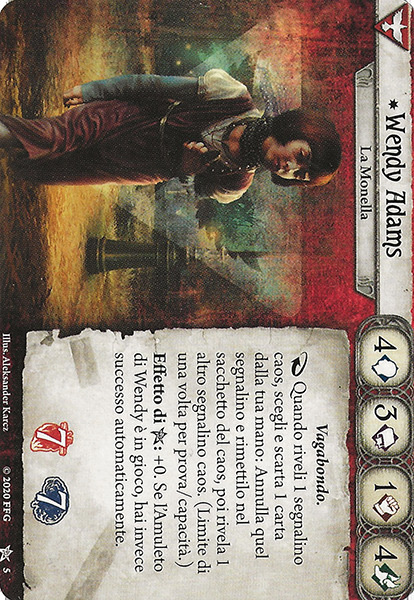 Wendy Adams
La Monella
4 3 1 4
Vagabondo.
Quando riveli 1 segnalino
caos, scegli e scarta 1 carta
dalla tua mano: Annulla quel
segnalino e rimettilo nel
sacchetto del caos, poi rivela 1
altro segnalino caos. (Limite di
una volta per prova/capacità.)
Effetto di : +0. Se l’Amuleto
di Wendy è in gioco, hai invece
successo automaticamente.
7 7
Illus. Aleksander Karcz © 2020 FFG 5